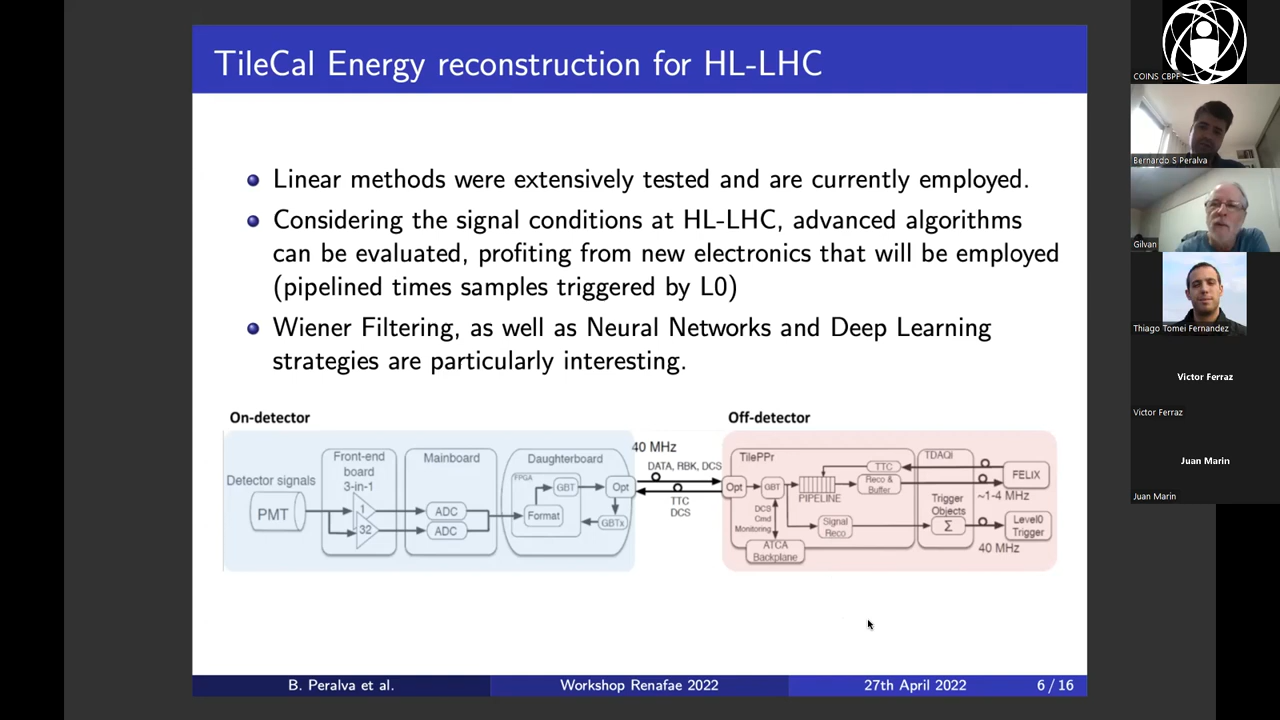 TileCal Energy reconstruction for HL-LHC
Linear methods were extensively tested and are currently employed.
Considering the signal conditions at HL-LHC, advanced algorithms
can be evaluated, profiting from new electronics that will be employed
(pipelined times samples triggered by L0)
Wiener Filtering, as well as Neural Networks and Deep Learning
strategies are particularly interesting.
On-detector
Detector signals
PMT
Front-end
board
3-in-1
1
32
Mainboard
ADC
ADC
Daughterboard
FPGA
GBT
Format
Opt
GBTx
40 MHz
DATA, RBK, DCS
TTC
DCS
Off-detector
TilePPr
Opt
GBT
PIPELINE
TTC
Reco &
Buffer
DCS
Cmd
Monitoring
Signal
Reco
ATCA
Backplane
TDAQi
Trigger
Objects
Σ
FELIX
~1-4 MHz
Level0
Trigger
40 MHz
B. Peralva et al.
Workshop Renafae 2022
27th April 2022
6 / 16
COINS CBPF
Bernardo S Peralva
Gilvan
Thiago Tomei Fernandez
Victor Ferraz
Victor Ferraz
Juan Marin
Juan Marin